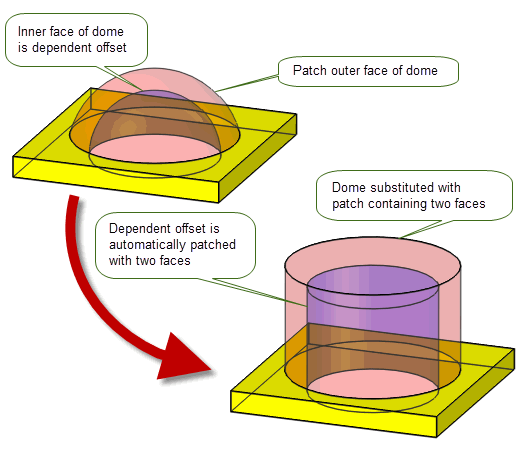 Inner face of dome
is dependent offset
Patch outer face of dome
Dome substituted with
patch containing two faces
Dependent offset is
automatically patched
with two faces